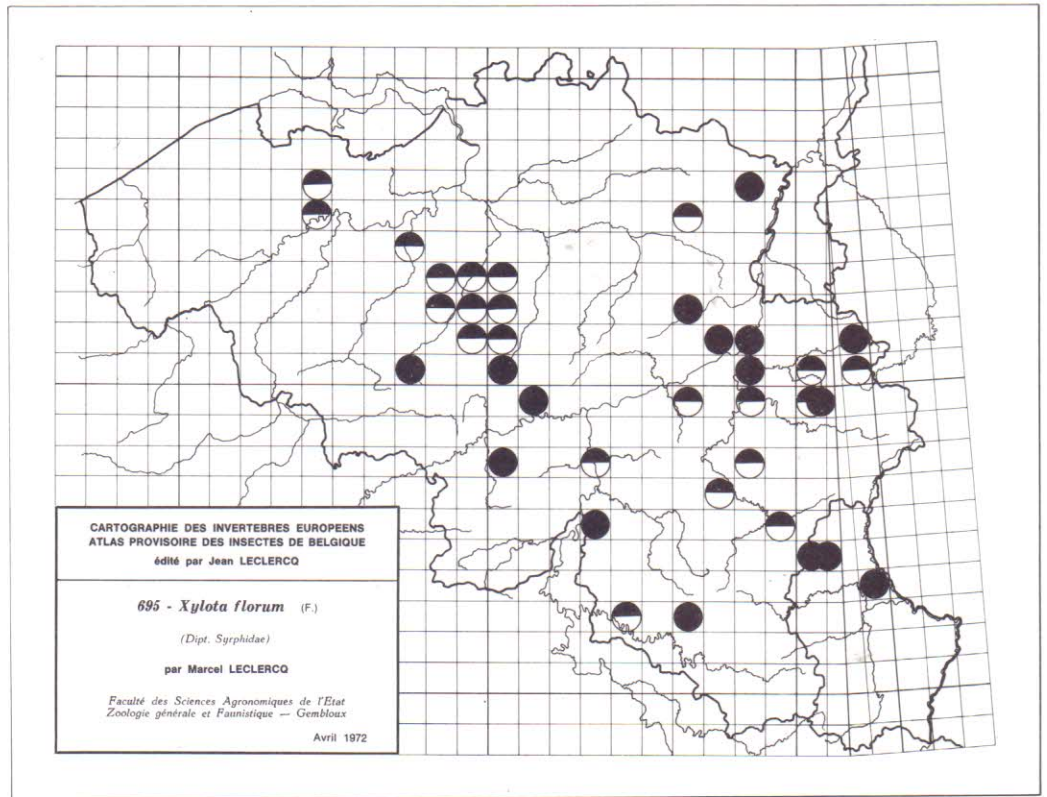 CARTOGRAPHIE DES INVERTEBRES EUROPEENS
ATLAS PROVISOIRE DES INSECTES DE BELGIQUE
édité par Jean LECLERCQ
695 - Xylota florum (F.)
(Dipt. Syrphidae)
par Marcel LECLERCQ
Faculté des Sciences Agronomiques de l'Etat
Zoologie générale et Faunistique — Gembloux
Avril 1972